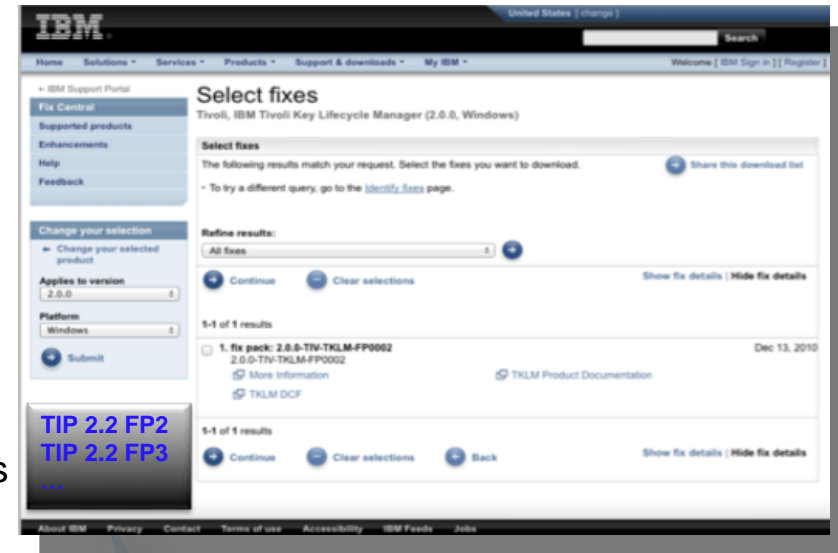 United States [ change ]
IBM.
Search
Home Solutions Services Products Support & downloads My IBM Welcome [ IBM Sign in ] [ Register ]
← IBM Support Portal
Fix Central
Supported products
Enhancements
Help
Feedback
Select fixes
Tivoli, IBM Tivoli Key Lifecycle Manager (2.0.0, Windows)
Select fixes
The following results match your request. Select the fixes you want to download.
Share this download list
- To try a different query, go to the Identify fixes page.
Change your selection
← Change your selected
product
Applies to version
2.0.0
Platform
Windows
Submit
Refine results:
All fixes
Continue Clear selections Show fix details | Hide fix details
1-1 of 1 results
1. fix pack: 2.0.0-TIV-TKLM-FP0002 Dec 13, 2010
2.0.0-TIV-TKLM-FP0002
More Information TKLM Product Documentation
TKLM DCF
1-1 of 1 results
Continue Clear selections Back Show fix details | Hide fix details
TIP 2.2 FP2
TIP 2.2 FP3
...
s
About IBM Privacy Contact Terms of use Accessibility IBM Feeds Jobs